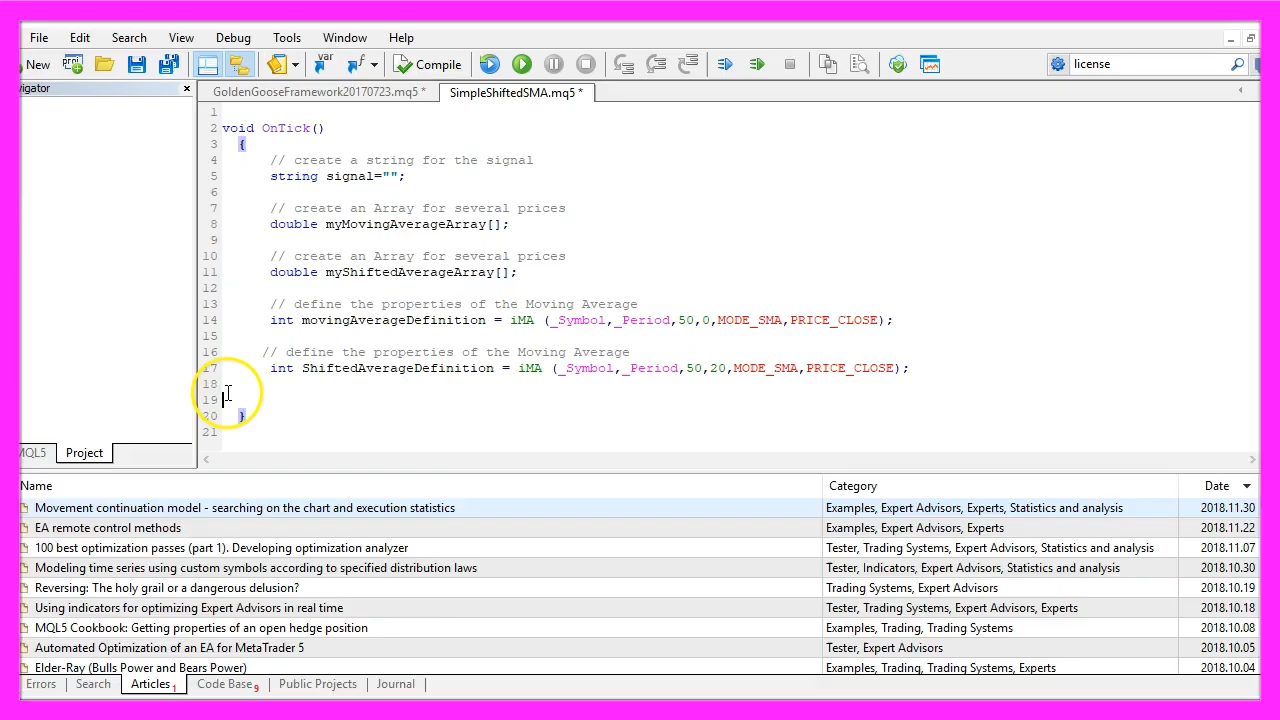 File Edit Search View Debug Tools Window Help
New var Compile license
vigator GoldenGooseFramework20170723.mq5 * SimpleShiftedSMA.mq5 *
1
2 void OnTick()
3 {
4 // create a string for the signal
5 string signal="";
6
7 // create an Array for several prices
8 double myMovingAverageArray[];
9
10 // create an Array for several prices
11 double myShiftedAverageArray[];
12
13 // define the properties of the Moving Average
14 int movingAverageDefinition = iMA (_Symbol,_Period,50,0,MODE_SMA,PRICE_CLOSE);
15
16 // define the properties of the Moving Average
17 int ShiftedAverageDefinition = iMA (_Symbol,_Period,50,20,MODE_SMA,PRICE_CLOSE);
18
19
20 }
21
MQL5 Project
Name Category Date
Movement continuation model - searching on the chart and execution statistics Examples, Expert Advisors, Experts, Statistics and analysis 2018.11.30
EA remote control methods Examples, Expert Advisors, Experts 2018.11.22
100 best optimization passes (part 1). Developing optimization analyzer Tester, Trading Systems, Expert Advisors, Statistics and analysis 2018.11.07
Modeling time series using custom symbols according to specified distribution laws Tester, Indicators, Expert Advisors, Statistics and analysis 2018.10.30
Reversing: The holy grail or a dangerous delusion? Trading Systems, Expert Advisors 2018.10.19
Using indicators for optimizing Expert Advisors in real time Tester, Trading Systems, Expert Advisors, Experts 2018.10.18
MQL5 Cookbook: Getting properties of an open hedge position Examples, Trading, Trading Systems 2018.10.08
Automated Optimization of an EA for MetaTrader 5 Tester, Expert Advisors 2018.10.05
Elder-Ray (Bulls Power and Bears Power) Examples, Trading, Trading Systems, Experts 2018.10.04
Errors Search Articles 1 Code Base 9 Public Projects Journal